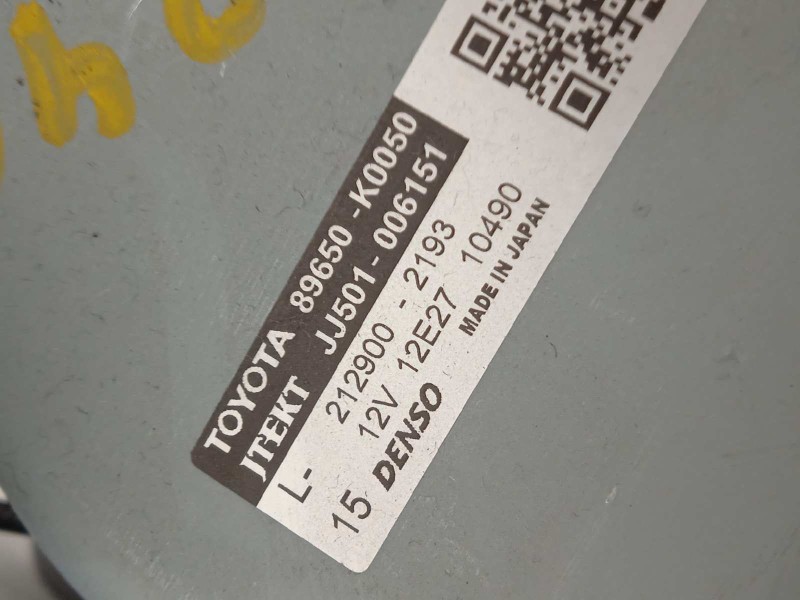 TOYOTA 89650-K0050
JTEKT JJ501-006151
L- 212900-2193
12V 12E27 10490
15 DENSO MADE IN JAPAN